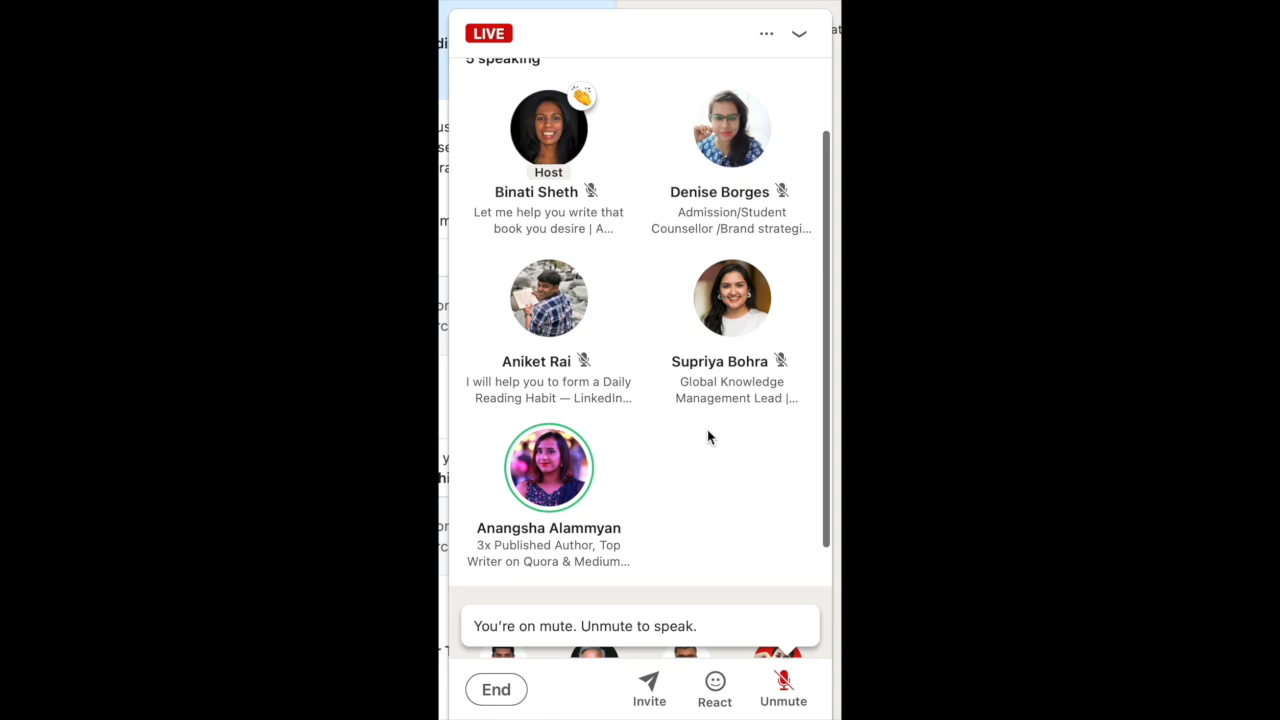 LIVE
5 speaking
Host
Binati Sheth
Let me help you write that
book you desire | A...
Denise Borges
Admission/Student
Counsellor /Brand strategi...
Aniket Rai
I will help you to form a Daily
Reading Habit — LinkedIn...
Supriya Bohra
Global Knowledge
Management Lead |...
Anangsha Alammyan
3x Published Author, Top
Writer on Quora & Medium...
You're on mute. Unmute to speak.
End
Invite
React
Unmute